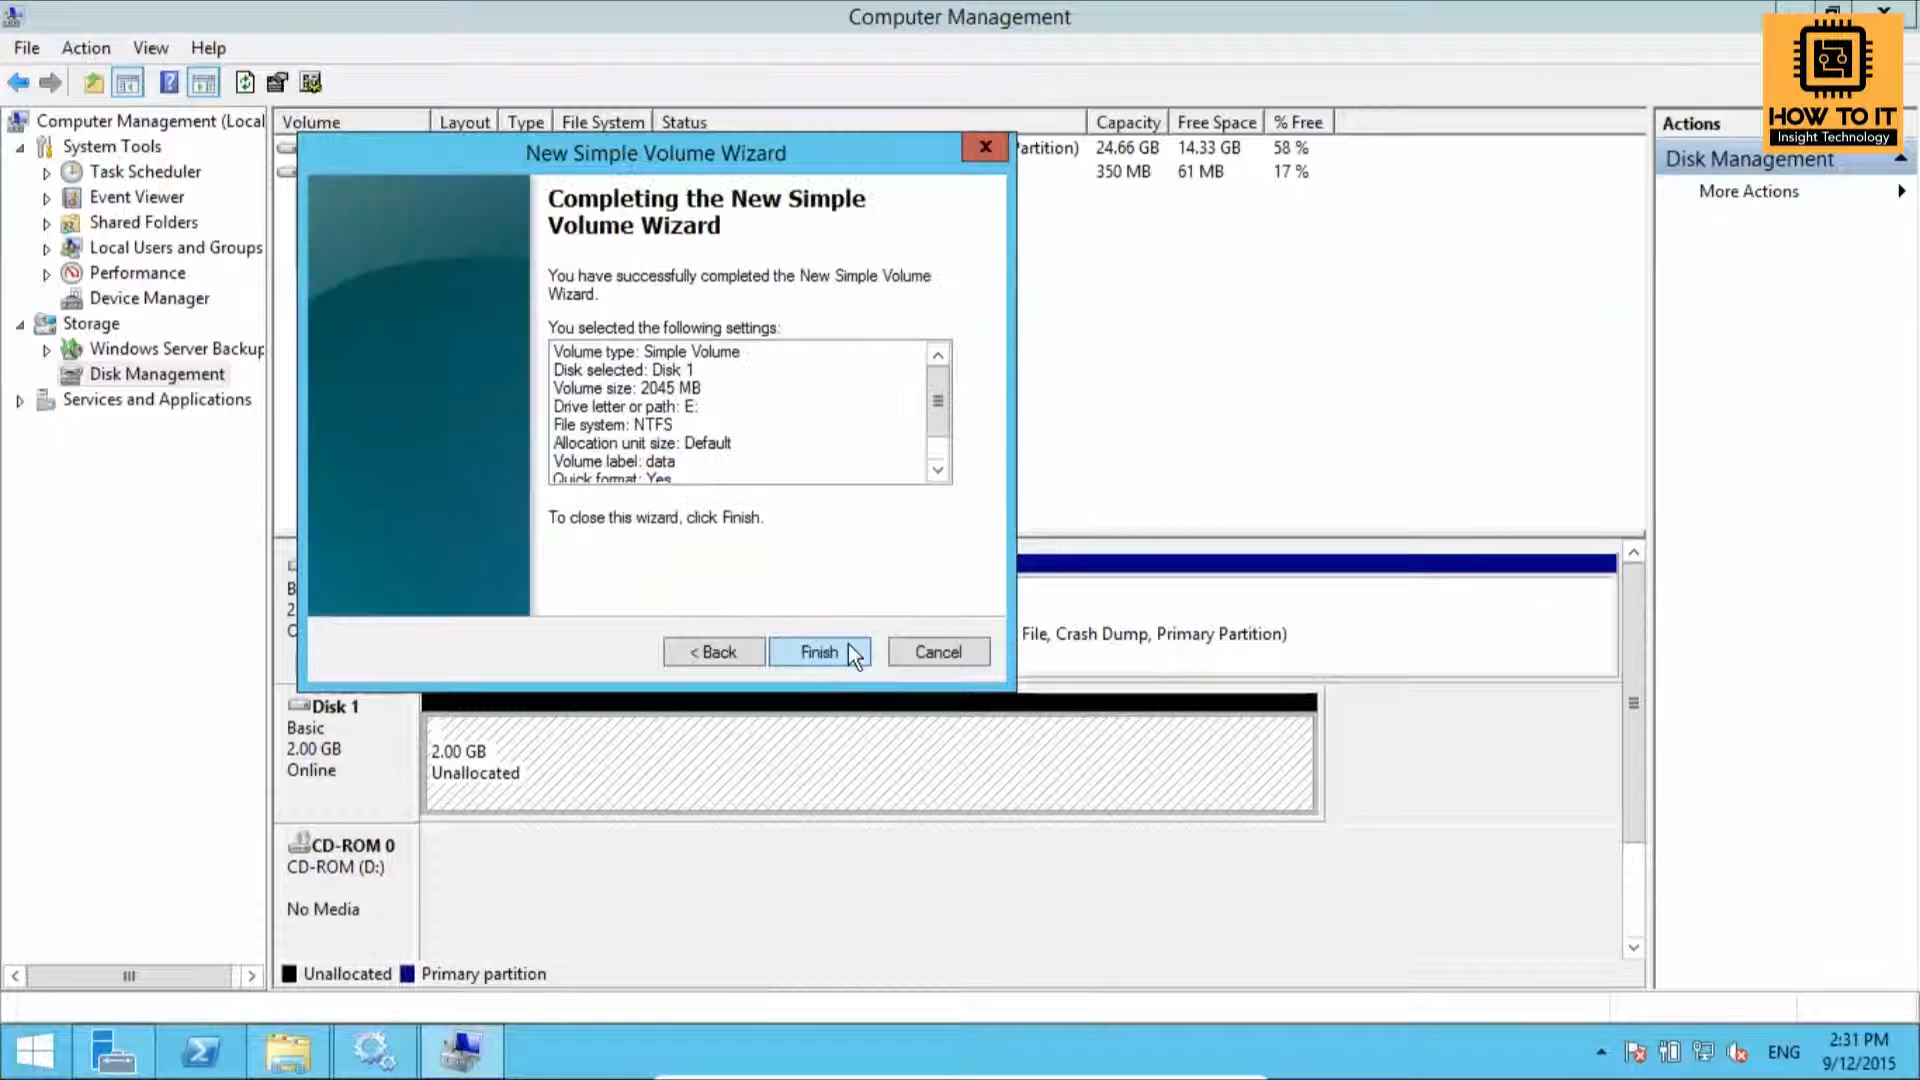 Computer Management
File Action View Help
HOW TO IT
Insight Technology
Computer Management (Local
System Tools
Task Scheduler
Event Viewer
Shared Folders
Local Users and Groups
Performance
Device Manager
Storage
Windows Server Backup
Disk Management
Services and Applications
Volume Layout Type File System Status Capacity Free Space % Free
Partition) 24.66 GB 14.33 GB 58 %
350 MB 61 MB 17 %
Actions
Disk Management
More Actions
New Simple Volume Wizard
Completing the New Simple
Volume Wizard
You have successfully completed the New Simple Volume
Wizard.
You selected the following settings:
Volume type: Simple Volume
Disk selected: Disk 1
Volume size: 2045 MB
Drive letter or path: E:
File system: NTFS
Allocation unit size: Default
Volume label: data
Quick format: Yes
To close this wizard, click Finish.
< Back Finish Cancel
File, Crash Dump, Primary Partition)
Disk 1
Basic
2.00 GB
Online
2.00 GB
Unallocated
CD-ROM 0
CD-ROM (D:)
No Media
Unallocated Primary partition
ENG
2:31 PM
9/12/2015